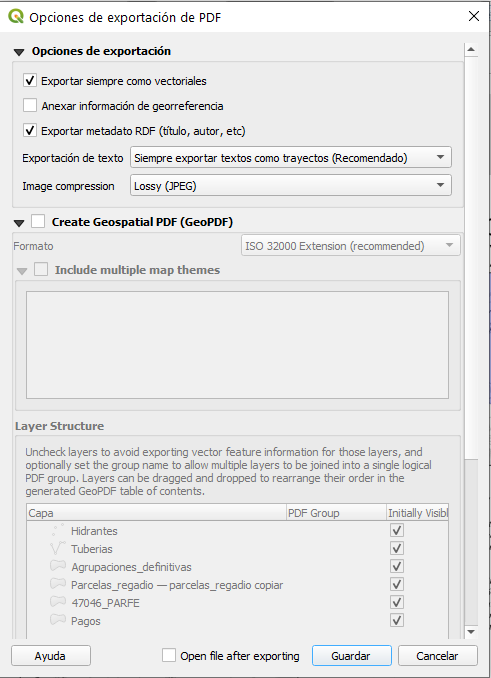 Opciones de exportación de PDF
Opciones de exportación
Exportar siempre como vectoriales
Anexar información de georreferencia
Exportar metadato RDF (título, autor, etc)
Exportación de texto Siempre exportar textos como trayectos (Recomendado)
Image compression Lossy (JPEG)
Create Geospatial PDF (GeoPDF)
Formato ISO 32000 Extension (recommended)
Include multiple map themes
Layer Structure
Uncheck layers to avoid exporting vector feature information for those layers, and
optionally set the group name to allow multiple layers to be joined into a single logical
PDF group. Layers can be dragged and dropped to rearrange their order in the
generated GeoPDF table of contents.
Capa PDF Group Initially Visibl
Hidrantes
Tuberias
Agrupaciones_definitivas
Parcelas_regadio — parcelas_regadio copiar
47046_PARFE
Pagos
Ayuda Open file after exporting Guardar Cancelar